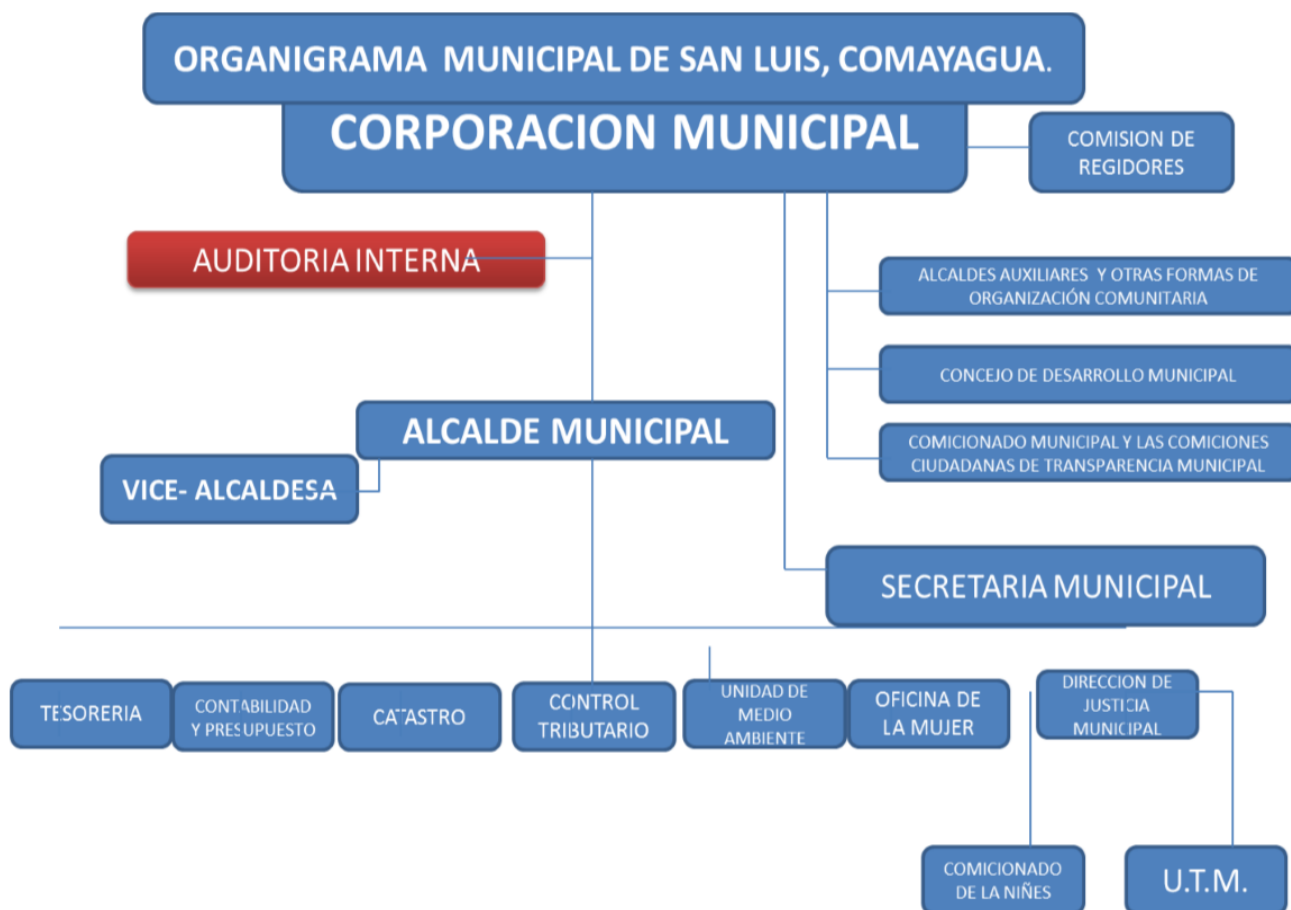 ORGANIGRAMA MUNICIPAL DE SAN LUIS, COMAYAGUA.
CORPORACION MUNICIPAL
COMISION DE
REGIDORES
AUDITORIA INTERNA
ALCALDES AUXILIARES Y OTRAS FORMAS DE
ORGANIZACIÓN COMUNITARIA
CONCEJO DE DESARROLLO MUNICIPAL
ALCALDE MUNICIPAL
COMICIONADO MUNICIPAL Y LAS COMICIONES
CIUDADANAS DE TRANSPARENCIA MUNICIPAL
VICE- ALCALDESA
SECRETARIA MUNICIPAL
TESORERIA
CONTABILIDAD
Y PRESUPUESTO
CATASTRO
CONTROL
TRIBUTARIO
UNIDAD DE
MEDIO
AMBIENTE
OFICINA DE
LA MUJER
DIRECCION DE
JUSTICIA
MUNICIPAL
COMICIONADO
DE LA NIÑES
U.T.M.